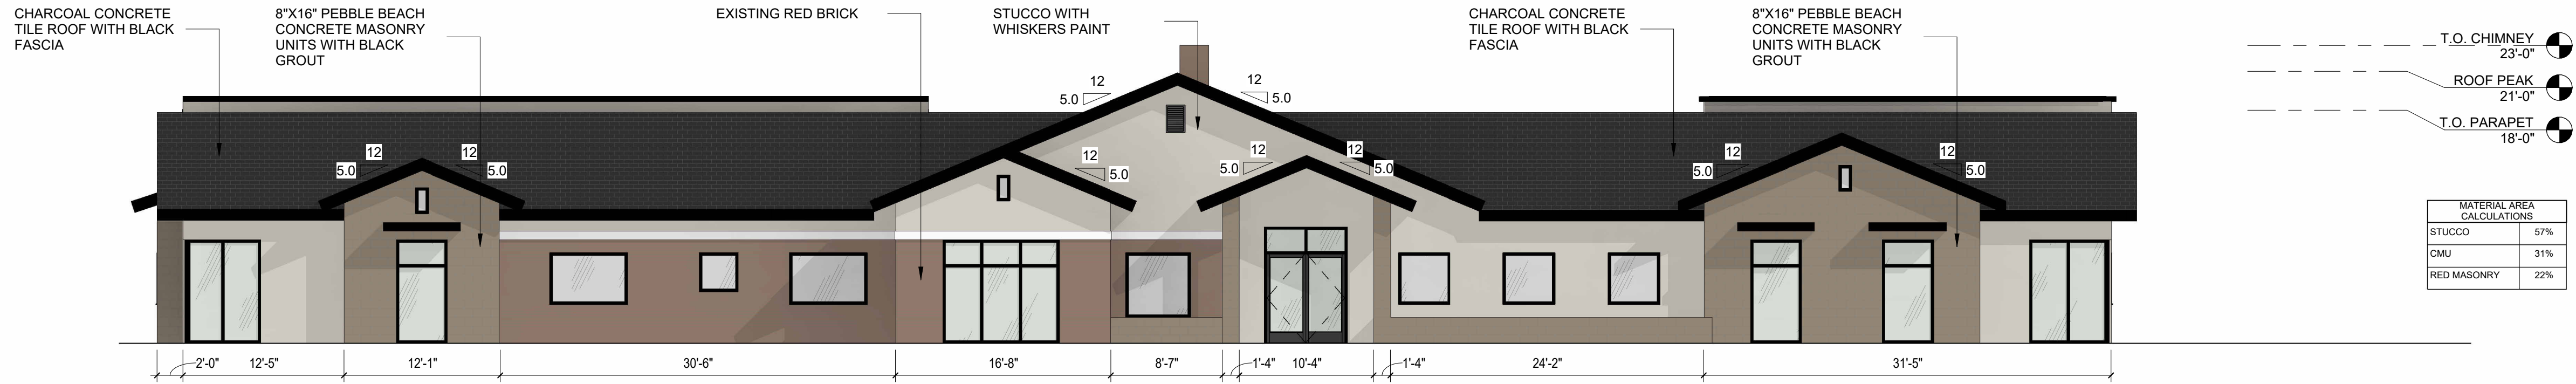 CHARCOAL CONCRETE
TILE ROOF WITH BLACK
FASCIA
8"X16" PEBBLE BEACH
CONCRETE MASONRY
UNITS WITH BLACK
GROUT
EXISTING RED BRICK
STUCCO WITH
WHISKERS PAINT
CHARCOAL CONCRETE
TILE ROOF WITH BLACK
FASCIA
8"X16" PEBBLE BEACH
CONCRETE MASONRY
UNITS WITH BLACK
GROUT
T.O. CHIMNEY
23'-0"
ROOF PEAK
21'-0"
T.O. PARAPET
18'-0"
12
5.0
12
5.0
12
5.0
12
5.0
12
5.0
12
5.0
12
5.0
12
5.0
12
5.0
MATERIAL AREA
CALCULATIONS
STUCCO 57%
CMU 31%
RED MASONRY 22%
2'-0" 12'-5" 12'-1" 30'-6" 16'-8" 8'-7" 1'-4" 10'-4" 1'-4" 24'-2" 31'-5"